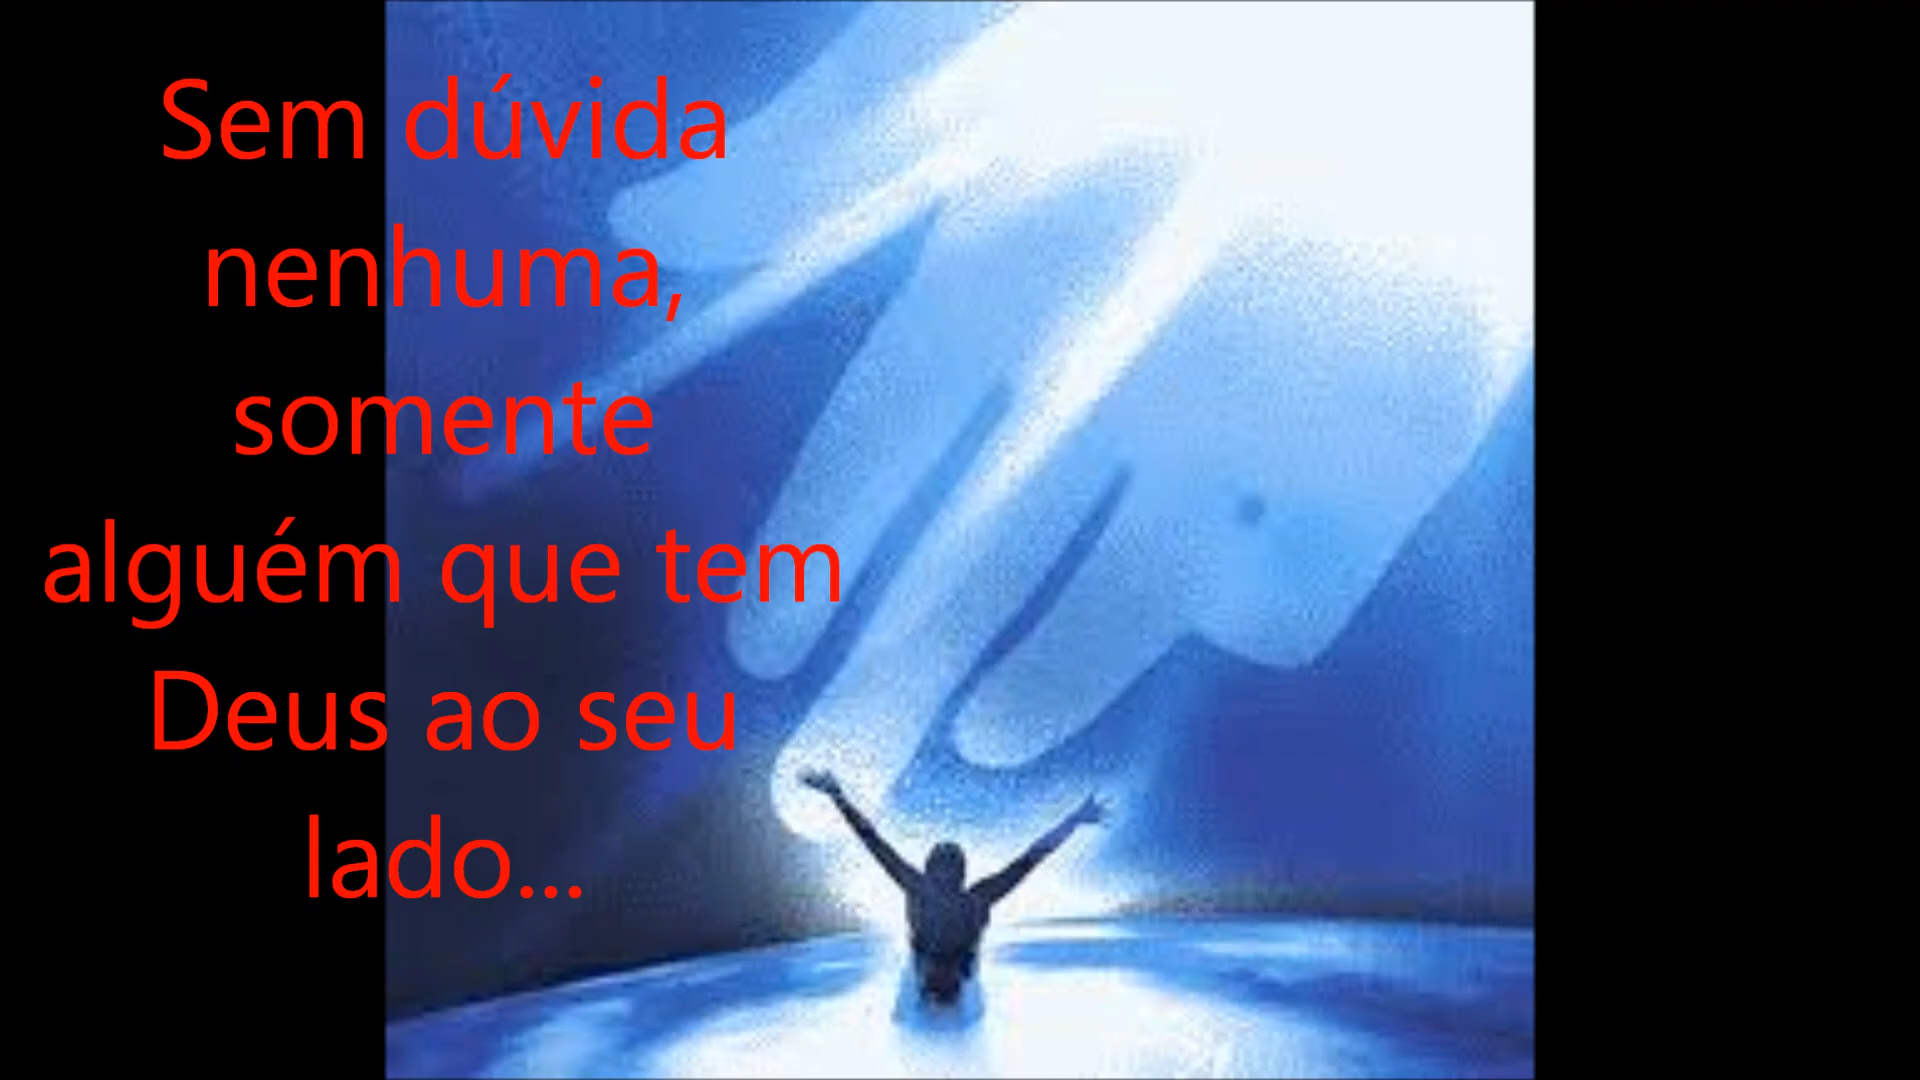 Sem dúvida
nenhuma,
somente
alguém que tem
Deus ao seu
lado...